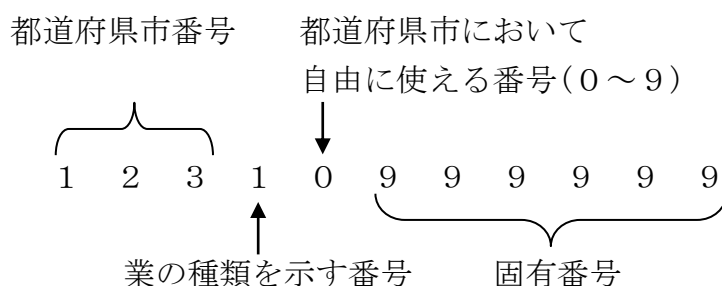 都道府県市番号　都道府県市において
自由に使える番号(０～９)
１　２　３　１　０　９　９　９　９　９　９
業の種類を示す番号　固有番号